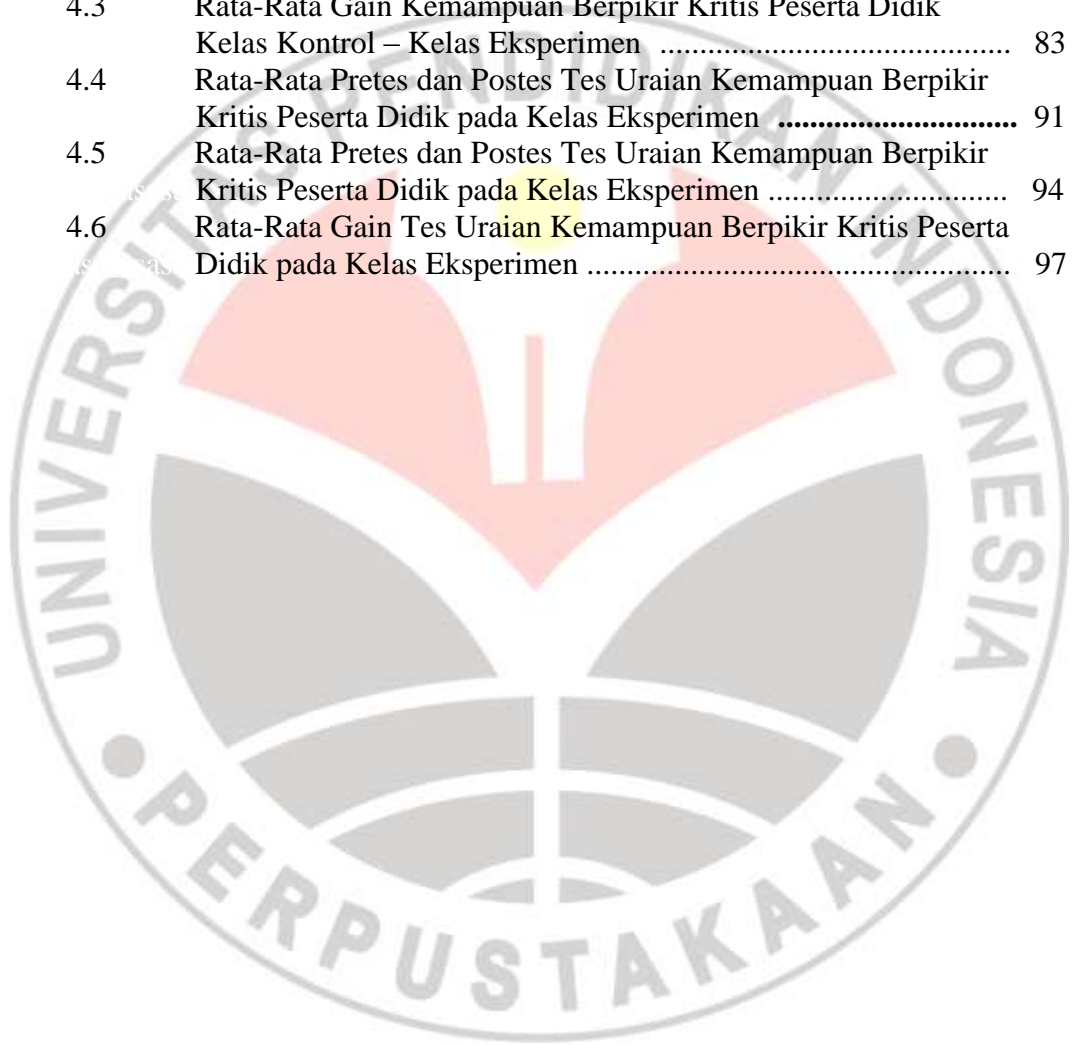 4.3 Rata-Rata Gain Kemampuan Berpikir Kritis Peserta Didik
Kelas Kontrol – Kelas Eksperimen ............................................ 83
4.4 Rata-Rata Pretes dan Postes Tes Uraian Kemampuan Berpikir
Kritis Peserta Didik pada Kelas Eksperimen .............................. 91
4.5 Rata-Rata Pretes dan Postes Tes Uraian Kemampuan Berpikir
Kritis Peserta Didik pada Kelas Eksperimen .............................. 94
4.6 Rata-Rata Gain Tes Uraian Kemampuan Berpikir Kritis Peserta
Didik pada Kelas Eksperimen ..................................................... 97
UNIVERSITAS PENDIDIKAN INDONESIA
PERPUSTAKAAN